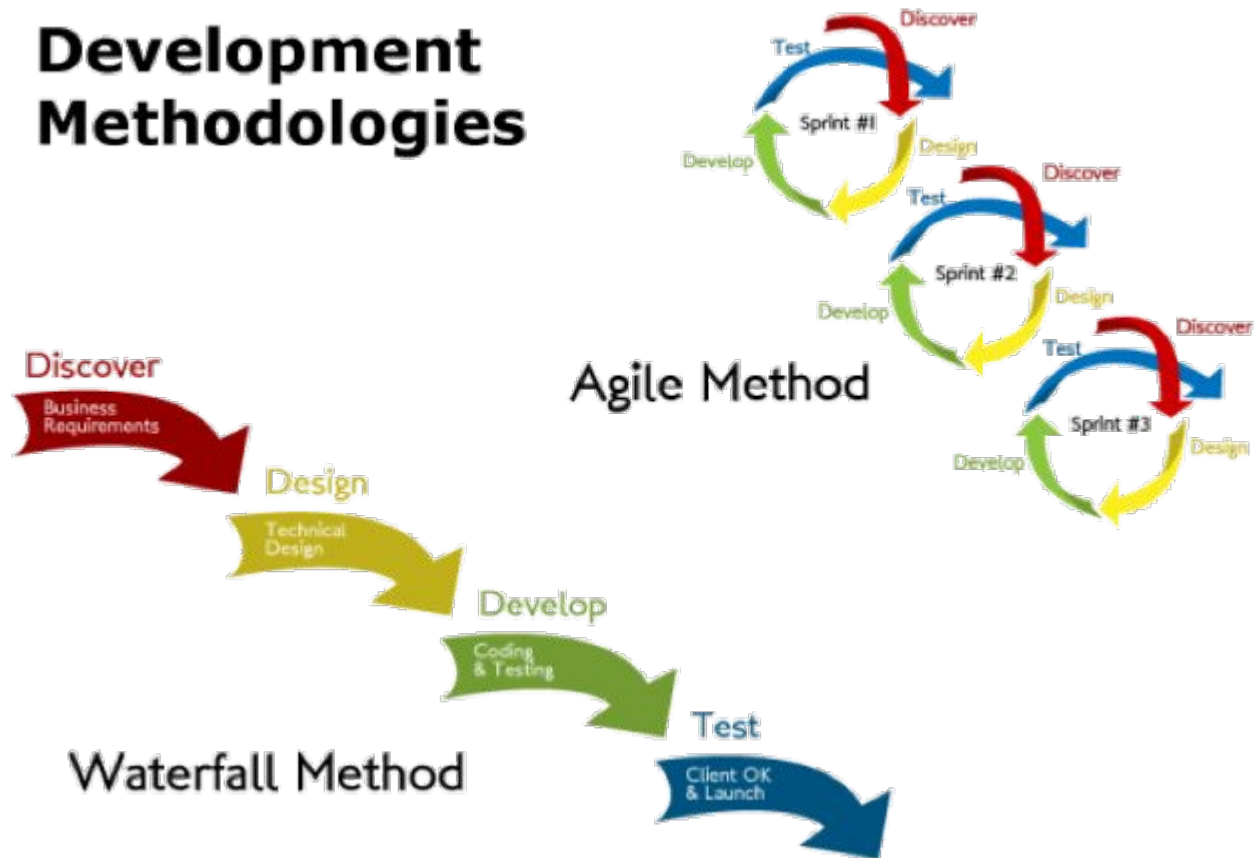 Development
Methodologies
Discover
Test
Sprint #1
Design
Develop
Discover
Test
Sprint #2
Design
Develop
Discover
Test
Sprint #3
Design
Develop
Agile Method
Discover
Business
Requirements
Design
Technical
Design
Develop
Coding
& Testing
Test
Client OK
& Launch
Waterfall Method